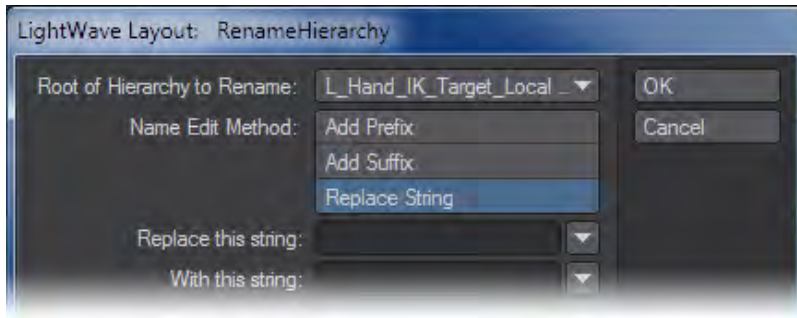 LightWave Layout: RenameHierarchy
Root of Hierarchy to Rename: L_Hand_IK_Target_Local ... OK
Name Edit Method: Add Prefix Cancel
Add Suffix
Replace String
Replace this string:
With this string: